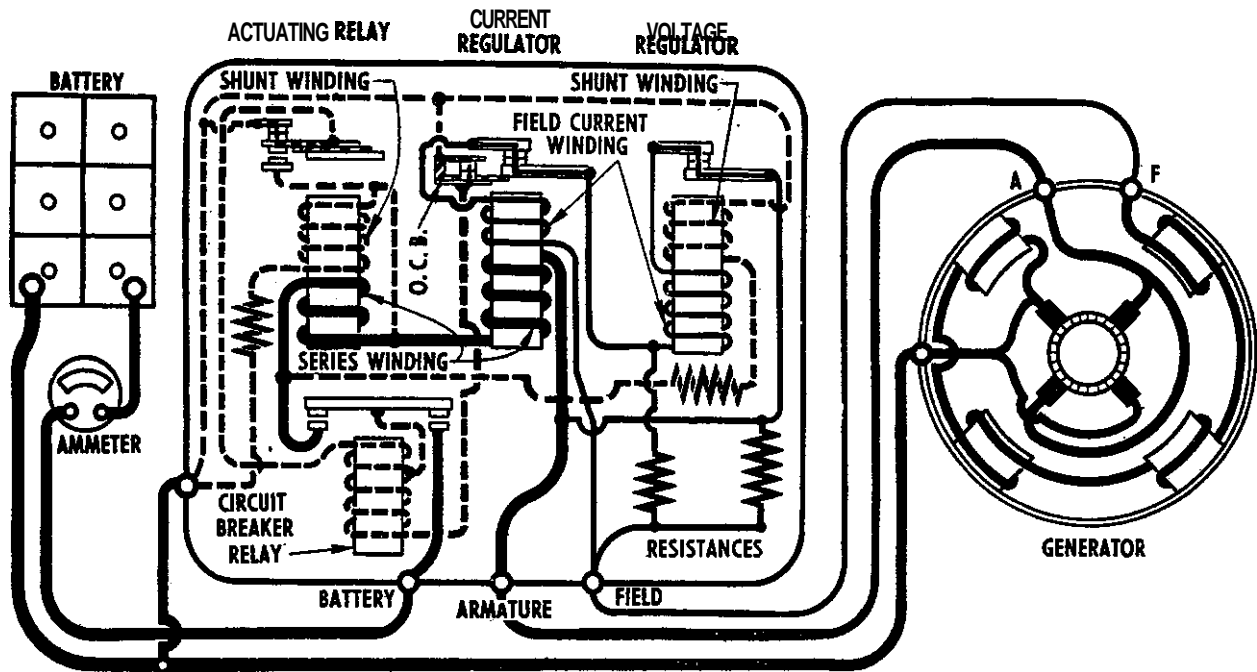 CURRENT
REGULATOR
ACTUATING RELAY
VOLTAGE
REGULATOR
BATTERY
SHUNT WINDING
SHUNT WINDING
FIELD CURRENT
WINDING
A
F
O.C.B.
SERIES WINDING
AMMETER
CIRCUIT
BREAKER
RELAY
RESISTANCES
GENERATOR
BATTERY
ARMATURE
FIELD